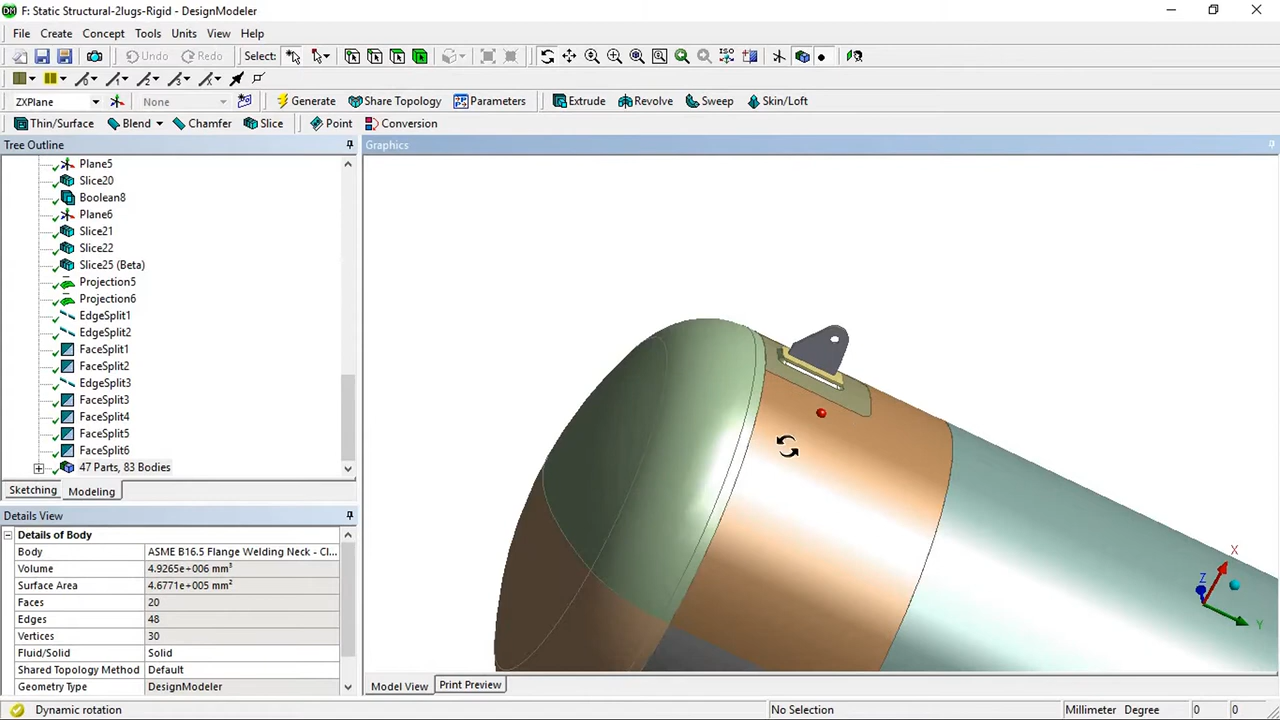 F: Static Structural-2lugs-Rigid - DesignModeler
File Create Concept Tools Units View Help
Undo Redo Select:
ZXPlane None Generate Share Topology Parameters Extrude Revolve Sweep Skin/Loft
Thin/Surface Blend Chamfer Slice Point Conversion
Tree Outline
Graphics
Plane5
Slice20
Boolean8
Plane6
Slice21
Slice22
Slice25 (Beta)
Projection5
Projection6
EdgeSplit1
EdgeSplit2
FaceSplit1
FaceSplit2
EdgeSplit3
FaceSplit3
FaceSplit4
FaceSplit5
FaceSplit6
47 Parts, 83 Bodies
Sketching Modeling
Details View
Details of Body
Body ASME B16.5 Flange Welding Neck - Cl...
Volume 4.9265e+006 mm³
Surface Area 4.6771e+005 mm²
Faces 20
Edges 48
Vertices 30
Fluid/Solid Solid
Shared Topology Method Default
Geometry Type DesignModeler
X
Z
Y
Model View Print Preview
Dynamic rotation No Selection Millimeter Degree 0 0